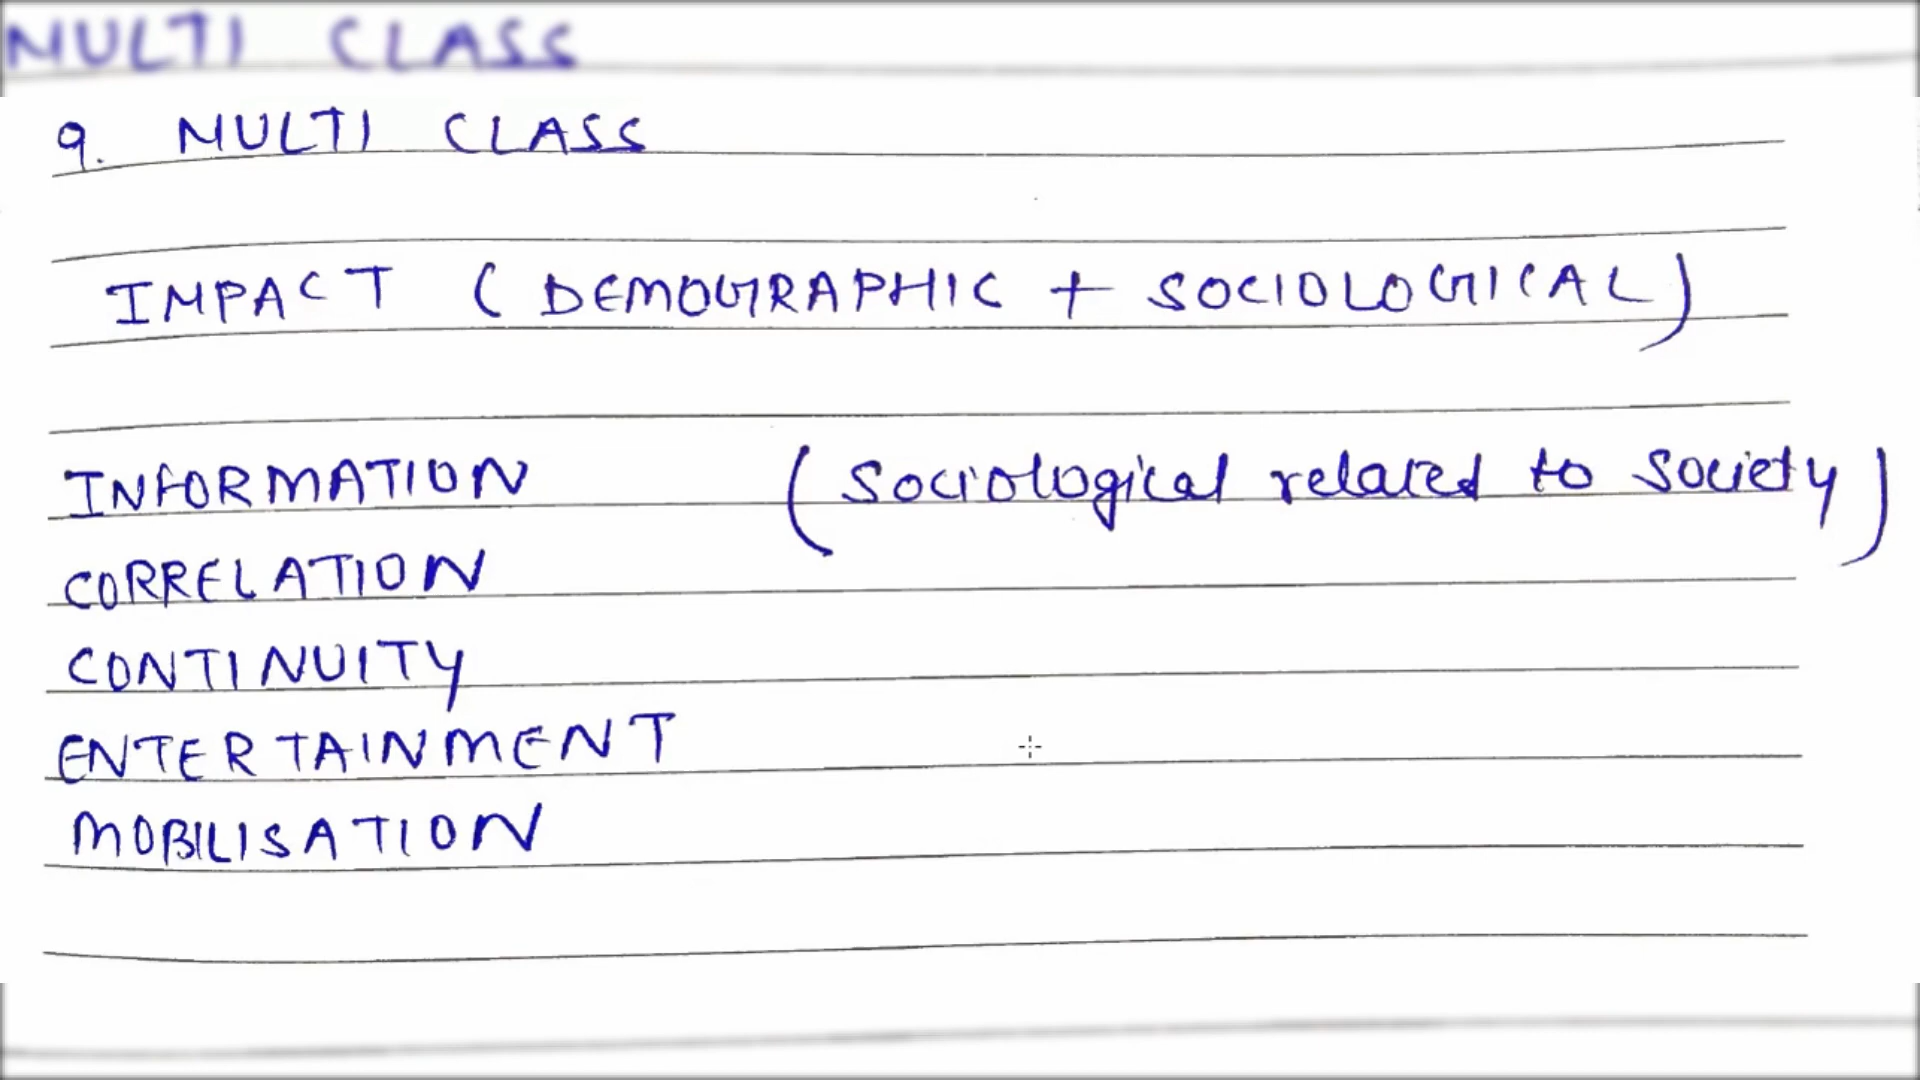 MULTI CLASS
9. MULTI CLASS
IMPACT (DEMOGRAPHIC + SOCIOLOGICAL)
INFORMATION (Sociological related to society)
CORRELATION
CONTINUITY
ENTERTAINMENT
MOBILISATION